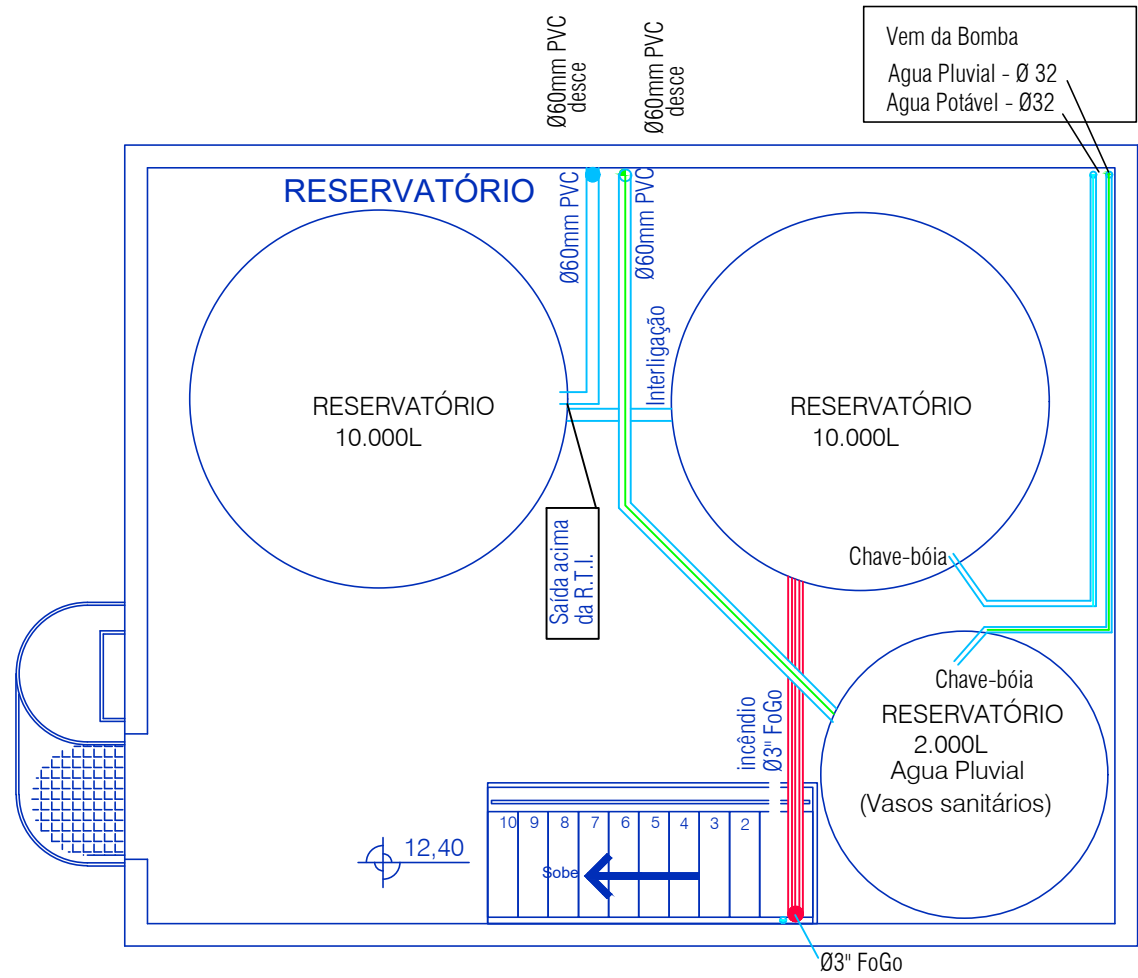 Ø60mm PVC
desce
Ø60mm PVC
desce
Vem da Bomba
Agua Pluvial - Ø 32
Agua Potável - Ø32
RESERVATÓRIO
Ø60mm PVC
Ø60mm PVC
Interligação
RESERVATÓRIO
10.000L
RESERVATÓRIO
10.000L
Saída acima
da R.T.I.
Chave-bóia
Chave-bóia
RESERVATÓRIO
2.000L
Agua Pluvial
(Vasos sanitários)
incêndio
Ø3" FoGo
12,40
10 9 8 7 6 5 4 3 2
Sobe
Ø3" FoGo